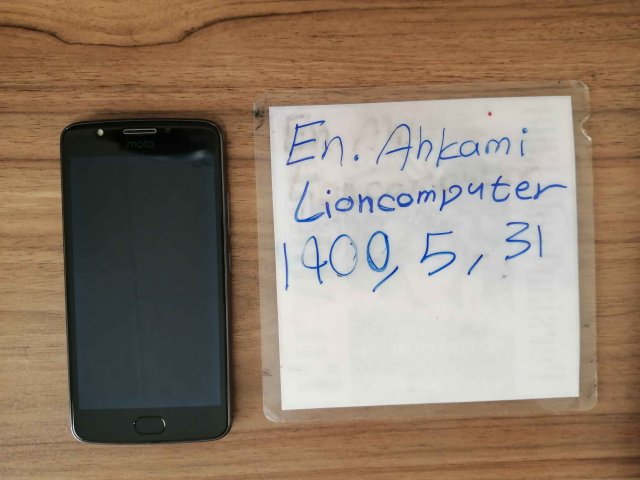 moto
En. Ahkami
Lioncomputer
1400, 5, 31